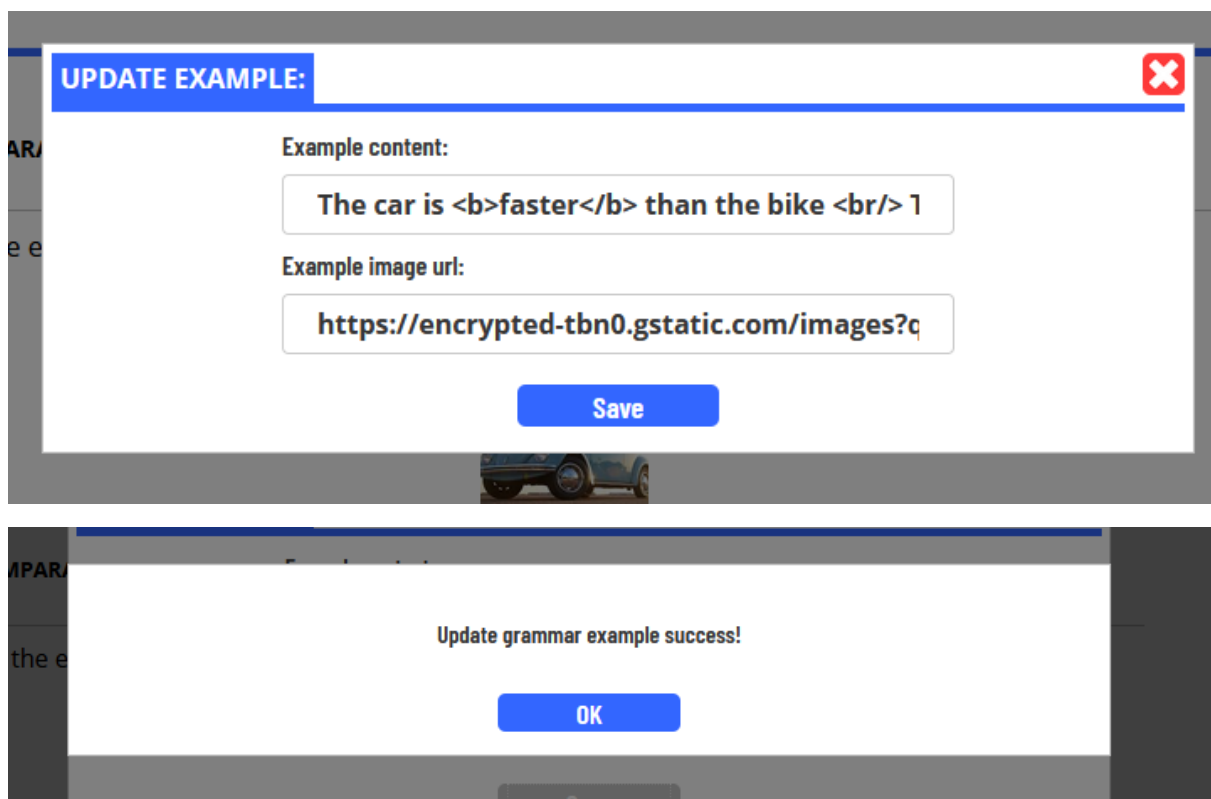 UPDATE EXAMPLE:
Example content:
The car is <b>faster</b> than the bike <br/> T
e e
Example image url:
https://encrypted-tbn0.gstatic.com/images?q
Save
Update grammar example success!
the e
OK